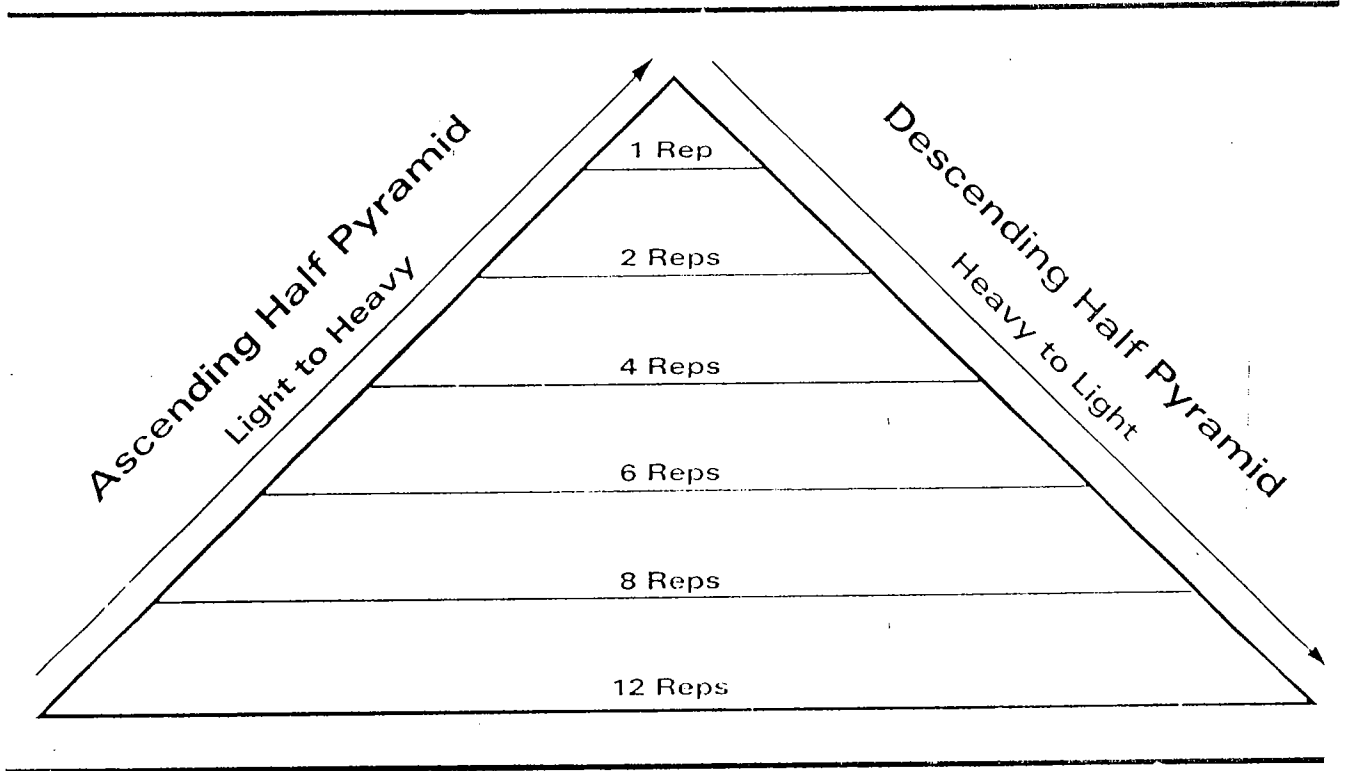 Ascending Half Pyramid
Light to Heavy
Descending Half Pyramid
Heavy to Light
1 Rep
2 Reps
4 Reps
6 Reps
8 Reps
12 Reps